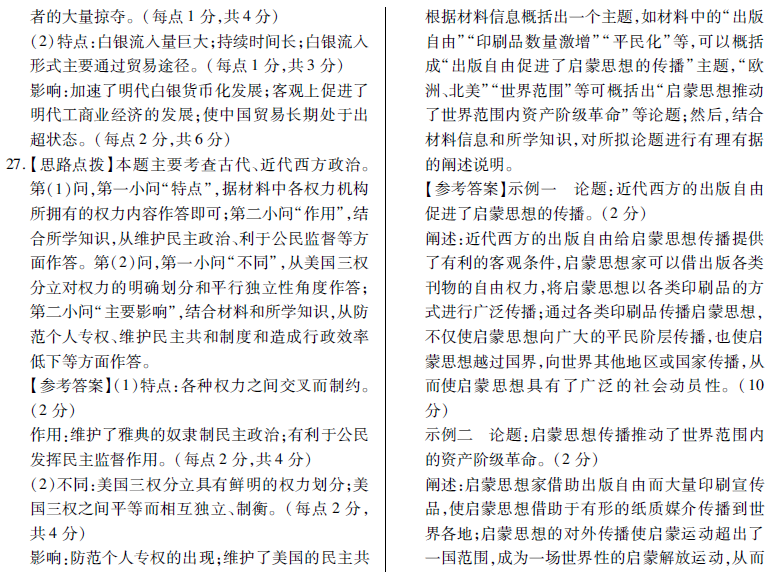 者的大量掠夺。（每点 1 分,共 4 分）
(2)特点:白银流入量巨大;持续时间长;白银流入
形式主要通过贸易途径。（每点 1 分,共 3 分）
影响:加速了明代白银货币化发展;客观上促进了
明代工商业经济的发展;使中国贸易长期处于出
超状态。（每点 2 分,共 6 分）
27.【思路点拨】本题主要考查古代、近代西方政治。
第(1)问,第一小问“特点”,据材料中各权力机构
所拥有的权力内容作答即可;第二小问“作用”,结
合所学知识,从维护民主政治、利于公民监督等方
面作答。第(2)问,第一小问“不同”,从美国三权
分立对权力的明确划分和平行独立性角度作答;
第二小问“主要影响”,结合材料和所学知识,从防
范个人专权、维护民主共和制度和造成行政效率
低下等方面作答。
【参考答案】(1)特点:各种权力之间交叉而制约。
(2 分)
作用:维护了雅典的奴隶制民主政治;有利于公民
发挥民主监督作用。（每点 2 分,共 4 分）
(2)不同:美国三权分立具有鲜明的权力划分;美
国三权之间平等而相互独立、制衡。（每点 2 分,
共 4 分）
影响:防范个人专权的出现;维护了美国的民主共
根据材料信息概括出一个主题,如材料中的“出版
自由”“印刷品数量激增”“平民化”等,可以概括
成“出版自由促进了启蒙思想的传播”主题,“欧
洲、北美”“世界范围”等可概括出“启蒙思想推动
了世界范围内资产阶级革命”等论题;然后,结合
材料信息和所学知识,对所拟论题进行有理有据
的阐述说明。
【参考答案】示例一　论题:近代西方的出版自由
促进了启蒙思想的传播。（2 分）
阐述:近代西方的出版自由给启蒙思想传播提供
了有利的客观条件,启蒙思想家可以借出版各类
刊物的自由权力,将启蒙思想以各类印刷品的方
式进行广泛传播;通过各类印刷品传播启蒙思想,
不仅使启蒙思想向广大的平民阶层传播,也使启
蒙思想越过国界,向世界其他地区或国家传播,从
而使启蒙思想具有了广泛的社会动员性。（10
分）
示例二　论题:启蒙思想传播推动了世界范围内
的资产阶级革命。（2 分）
阐述:启蒙思想家借助出版自由而大量印刷宣传
品,使启蒙思想借助于有形的纸质媒介传播到世
界各地;启蒙思想的对外传播使启蒙运动超出了
一国范围,成为一场世界性的启蒙解放运动,从而